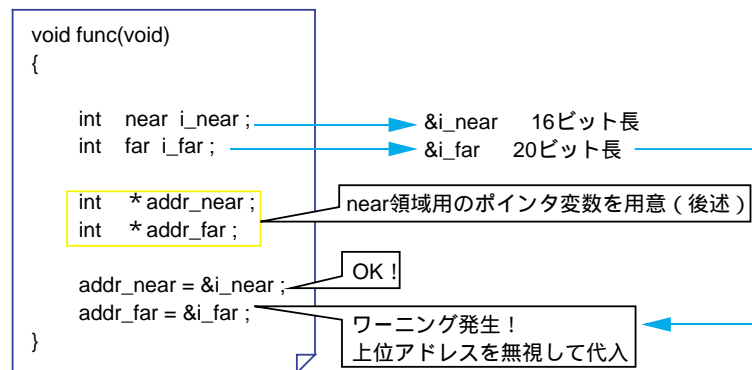 void func(void)
{
int near i_near ; &i_near 16ビット長
int far i_far ; &i_far 20ビット長
int *addr_near ; near領域用のポインタ変数を用意(後述)
int *addr_far ;
addr_near = &i_near ; OK!
addr_far = &i_far ; ワーニング発生!
上位アドレスを無視して代入
}